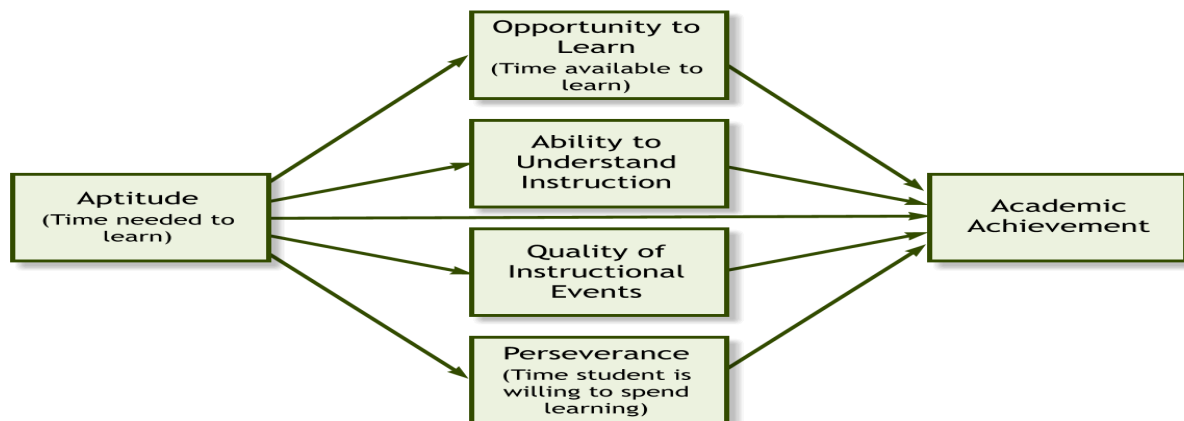 Opportunity to
Learn
(Time available to
learn)
Ability to
Understand
Instruction
Aptitude
(Time needed to
learn)
Academic
Achievement
Quality of
Instructional
Events
Perseverance
(Time student is
willing to spend
learning)